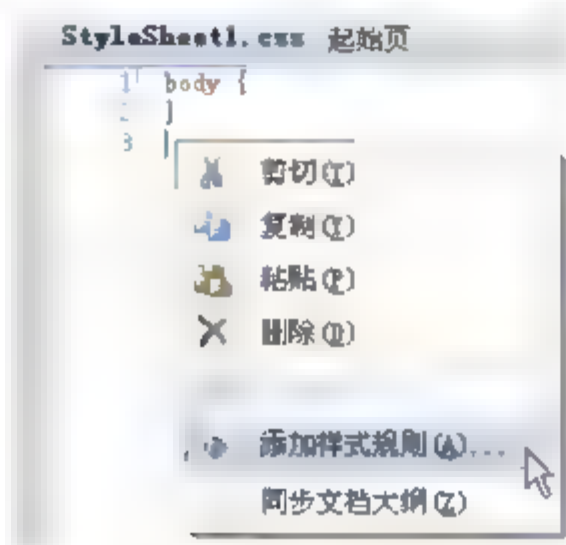 StyleSheet1.css 起始页
1 body {
2 }
3
剪切(T)
复制(Y)
粘贴(P)
删除(D)
添加样式规则(A)...
同步文档大纲(Z)